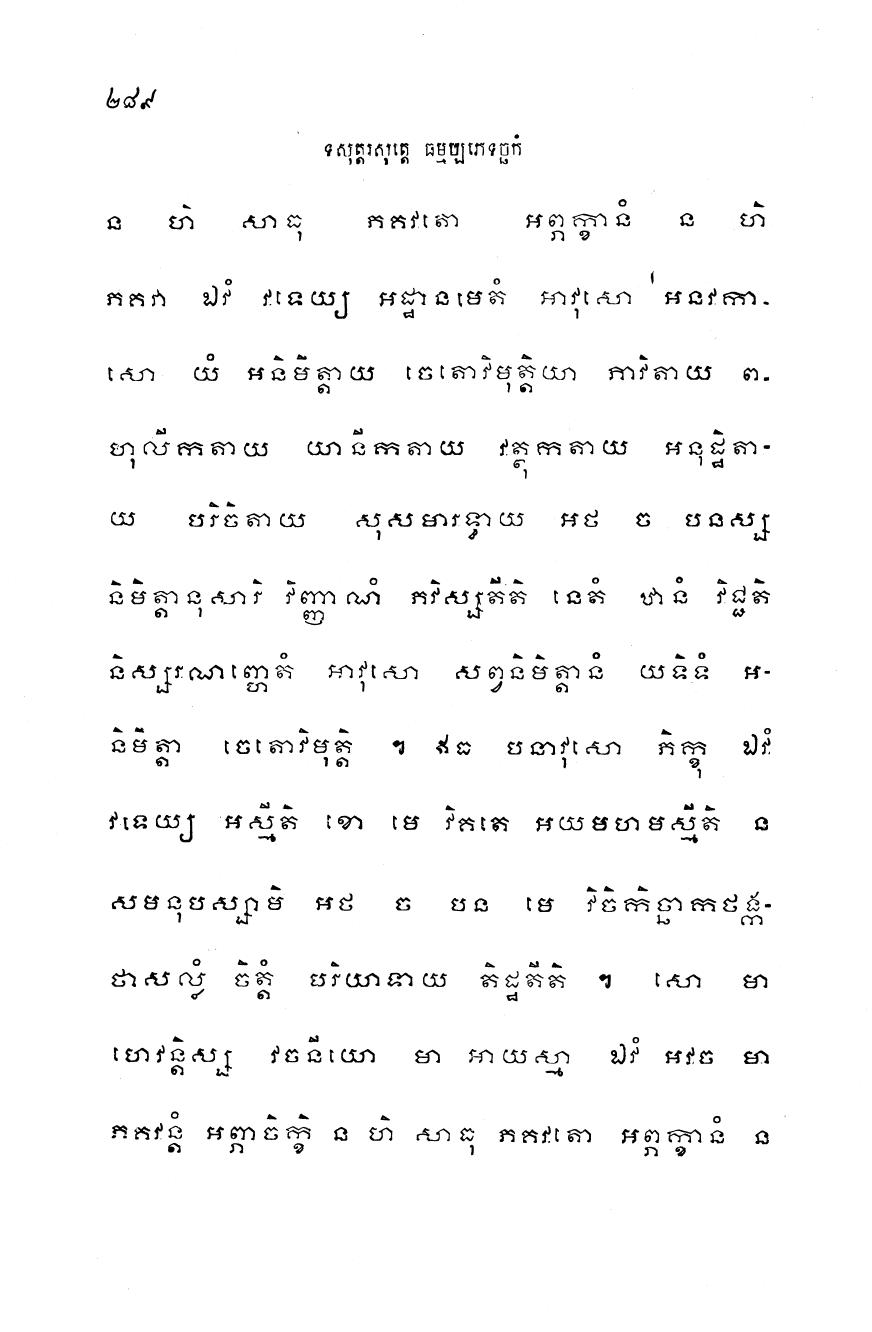 ២៨៩
ទសុត្តរសុត្តេ ធម្មប្បភេទច្ឆកំ
ន ហិ សាធុ ភគវតោ អព្ភក្ខានំ ន ហិ
ភគវា ឯវំ វទេយ្យ អដ្ឋានមេតំ អាវុសោ អនវកា-
សោ យំ អនិមិត្តាយ ចេតោវិមុត្តិយា ភាវិតាយ ព-
ហុលីកតាយ យានីកតាយ វត្ថុកតាយ អនុដ្ឋិតា-
យ បរិចិតាយ សុសមារទ្ធាយ អថ ច បនស្ស
និមិត្តានុសារិ វិញ្ញាណំ ភវិស្សតីតិ នេតំ ឋានំ វិជ្ជតិ
និស្សរណញ្ហេតំ អាវុសោ សព្វនិមិត្តានំ យទិទំ អ-
និមិត្តា ចេតោវិមុត្តិ ។ ឥធ បនាវុសោ ភិក្ខុ ឯវំ
វទេយ្យ អស្មីតិ ខោ មេ វិគតេ អយមហមស្មីតិ ន
សមនុបស្សាមិ អថ ច បន មេ វិចិកិច្ឆាកថង្ក-
ថាសល្លំ ចិត្តំ បរិយាទាយ តិដ្ឋតីតិ ។ សោ មា
ហេវន្តិស្ស វចនីយោ មា អាយស្មា ឯវំ អវច មា
ភគវន្តំ អព្ភាចិក្ខិ ន ហិ សាធុ ភគវតោ អព្ភក្ខានំ ន